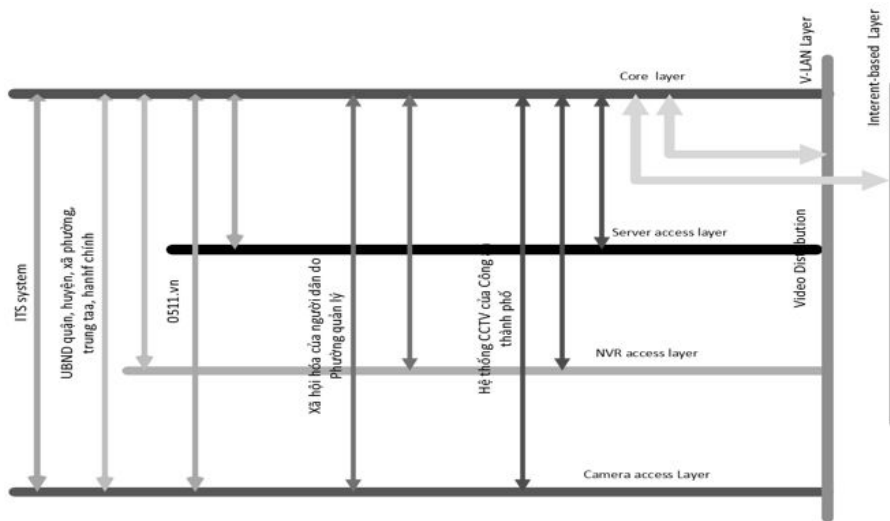 Core layer
V-LAN Layer
Interent-based Layer
Server access layer
Video Distribution
NVR access layer
Camera access Layer
ITS system
UBND quận, huyện, xã phường,
trung taa, hanhf chính
0511.vn
Xã hội hóa của người dân do
Phường quản lý
Hệ thống CCTV của Công
thành phố